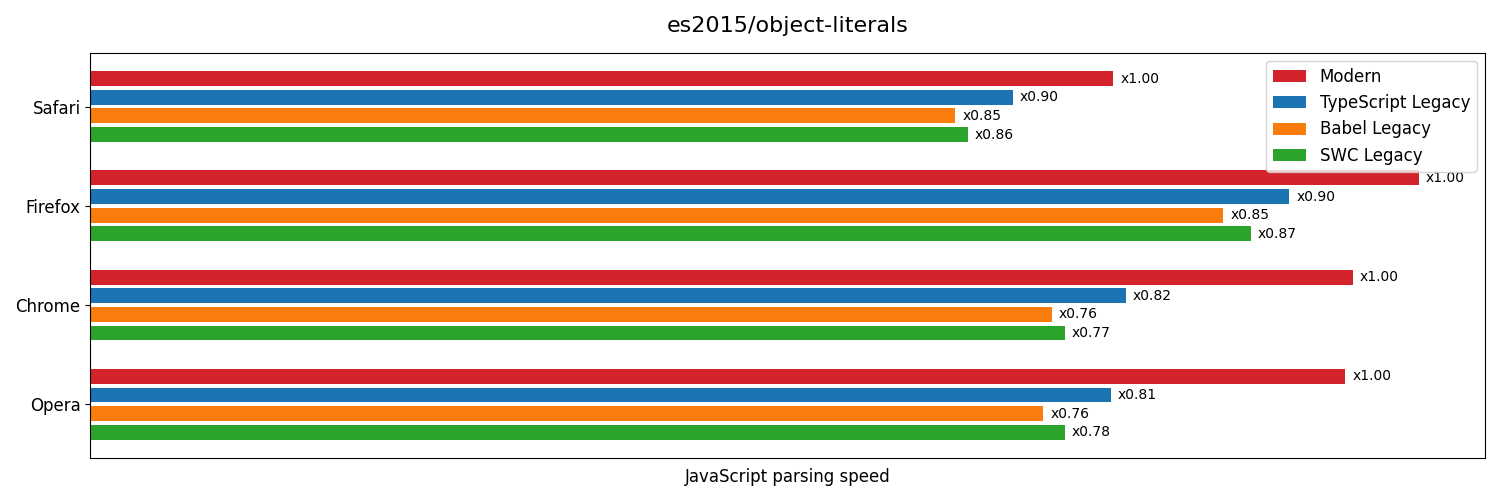 es2015/object-literals
Modern
TypeScript Legacy
Babel Legacy
SWC Legacy
Safari
x1.00
x0.90
x0.85
x0.86
Firefox
x1.00
x0.90
x0.85
x0.87
Chrome
x1.00
x0.82
x0.76
x0.77
Opera
x1.00
x0.81
x0.76
x0.78
JavaScript parsing speed